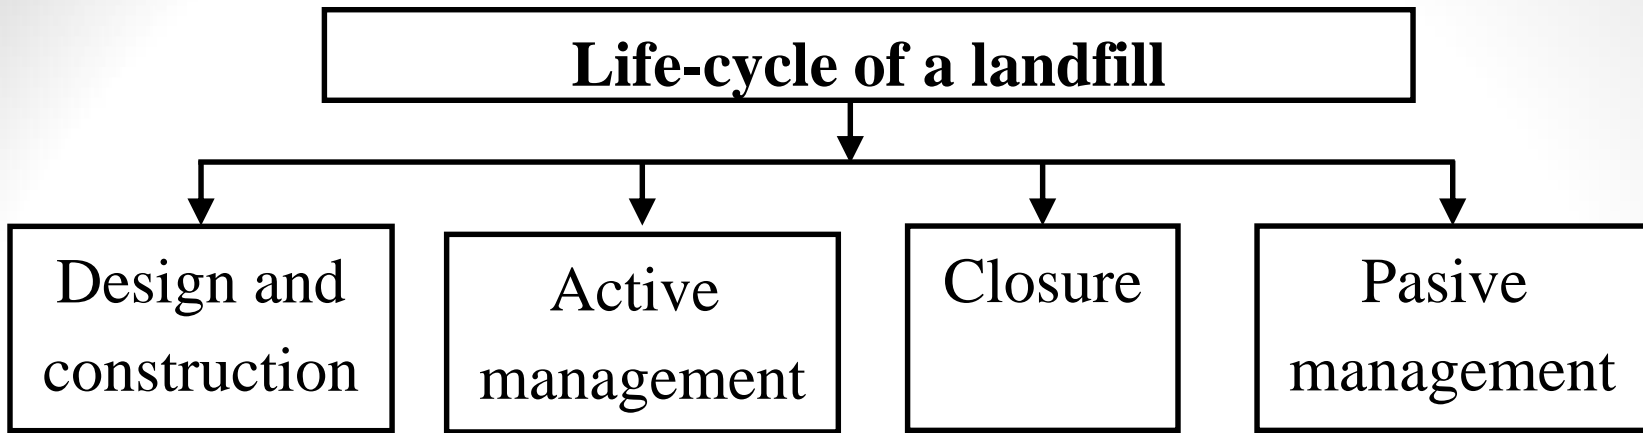 Life-cycle of a landfill
Design and
construction
Active
management
Closure
Pasive
management